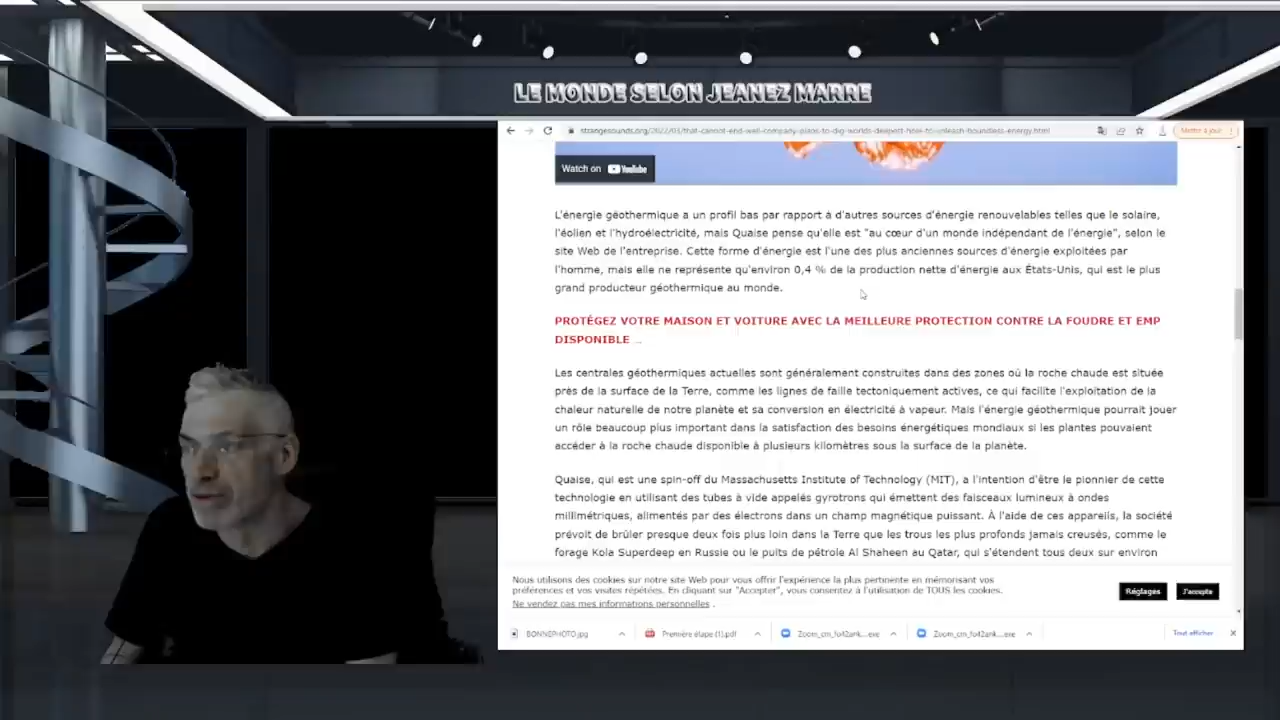 LE MONDE SELON JEANEZ MARRE
strangesounds.org/2022/03/that-cannot-end-well-company-plans-to-dig-worlds-deepest-hole-to-unleash-boundless-energy.html
Mettre à jour
Watch on YouTube
L'énergie géothermique a un profil bas par rapport à d'autres sources d'énergie renouvelables telles que le solaire,
l'éolien et l'hydroélectricité, mais Quaise pense qu'elle est "au cœur d'un monde indépendant de l'énergie", selon le
site Web de l'entreprise. Cette forme d'énergie est l'une des plus anciennes sources d'énergie exploitées par
l'homme, mais elle ne représente qu'environ 0,4 % de la production nette d'énergie aux États-Unis, qui est le plus
grand producteur géothermique au monde.
PROTÉGEZ VOTRE MAISON ET VOITURE AVEC LA MEILLEURE PROTECTION CONTRE LA FOUDRE ET EMP
DISPONIBLE ...
Les centrales géothermiques actuelles sont généralement construites dans des zones où la roche chaude est située
près de la surface de la Terre, comme les lignes de faille tectoniquement actives, ce qui facilite l'exploitation de la
chaleur naturelle de notre planète et sa conversion en électricité à vapeur. Mais l'énergie géothermique pourrait jouer
un rôle beaucoup plus important dans la satisfaction des besoins énergétiques mondiaux si les plantes pouvaient
accéder à la roche chaude disponible à plusieurs kilomètres sous la surface de la planète.
Quaise, qui est une spin-off du Massachusetts Institute of Technology (MIT), a l'intention d'être le pionnier de cette
technologie en utilisant des tubes à vide appelés gyrotrons qui émettent des faisceaux lumineux à ondes
millimétriques, alimentés par des électrons dans un champ magnétique puissant. À l'aide de ces appareils, la société
prévoit de brûler presque deux fois plus loin dans la Terre que les trous les plus profonds jamais creusés, comme le
forage Kola Superdeep en Russie ou le puits de pétrole Al Shaheen au Qatar, qui s'étendent tous deux sur environ
Nous utilisons des cookies sur notre site Web pour vous offrir l'expérience la plus pertinente en mémorisant vos
préférences et vos visites répétées. En cliquant sur "Accepter", vous consentez à l'utilisation de TOUS les cookies.
Ne vendez pas mes informations personnelles .
Réglages
J'accepte
BONNEPHOTO.jpg
Première étape (1).pdf
Zoom_cm_fo42ank....exe
Zoom_cm_fo42ank....exe
Tout afficher